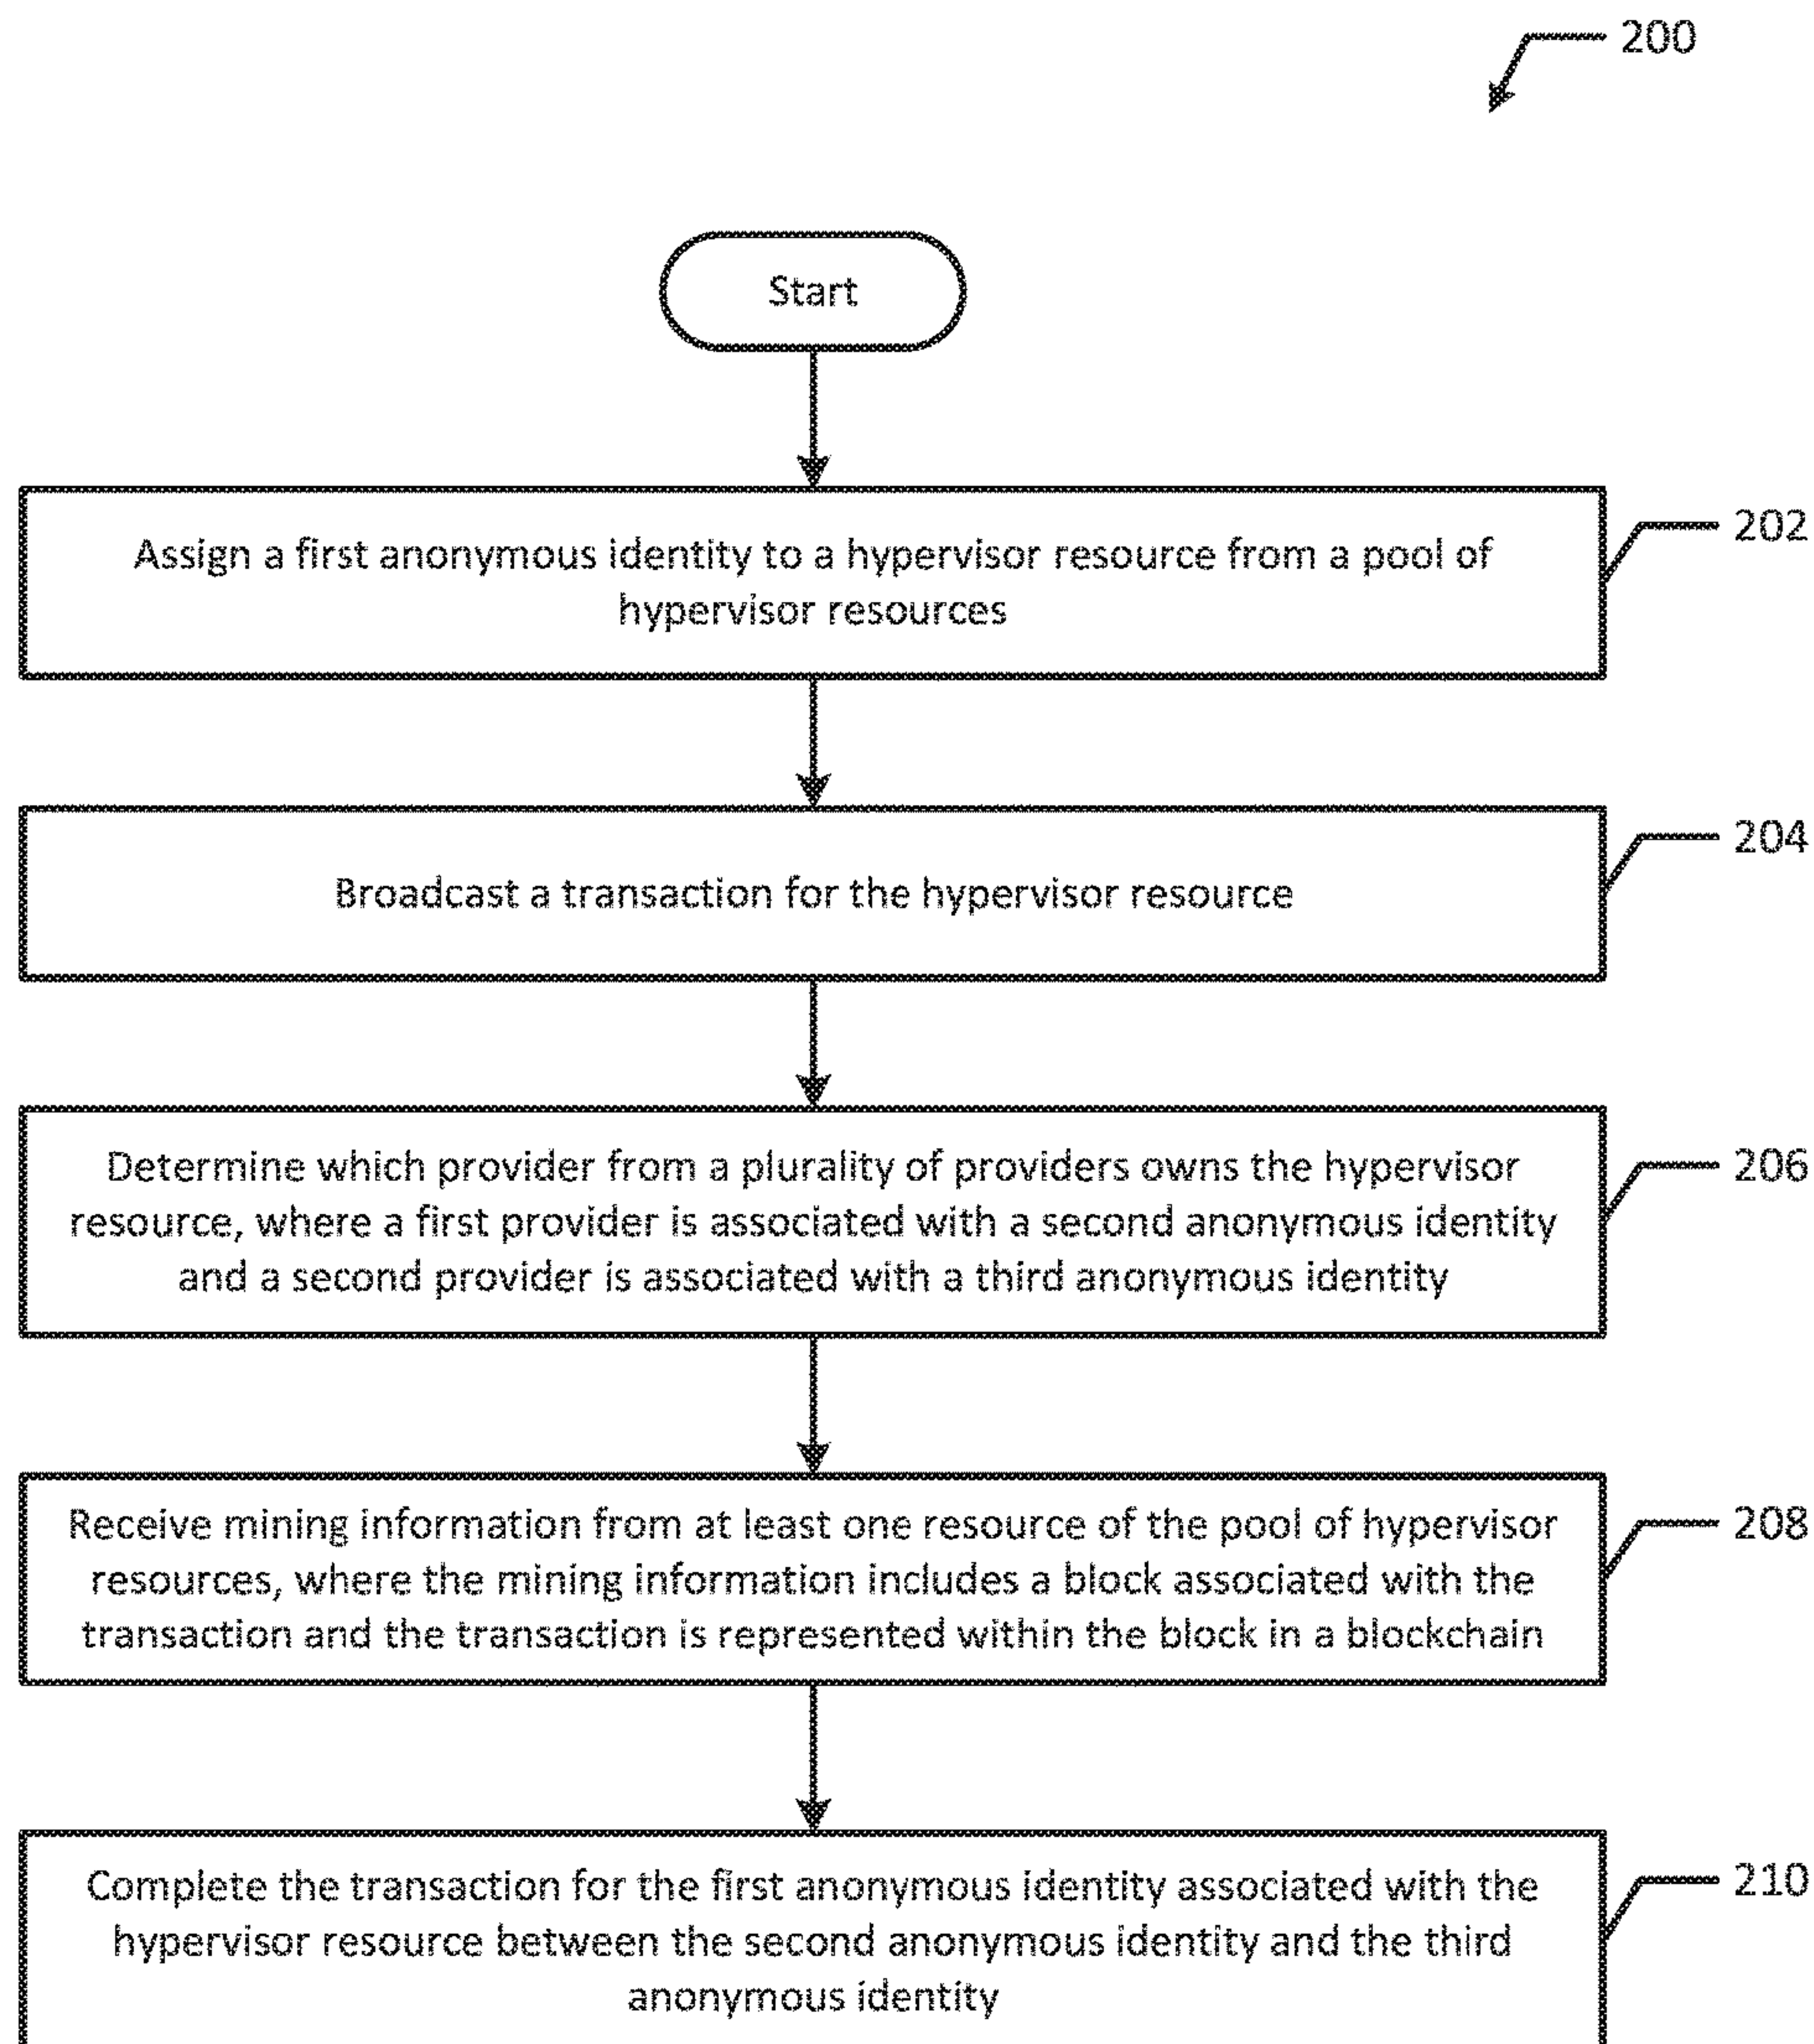 200
Start
Assign a first anonymous identity to a hypervisor resource from a pool of
hypervisor resources
202
Broadcast a transaction for the hypervisor resource
204
Determine which provider from a plurality of providers owns the hypervisor
resource, where a first provider is associated with a second anonymous identity
and a second provider is associated with a third anonymous identity
206
Receive mining information from at least one resource of the pool of hypervisor
resources, where the mining information includes a block associated with the
transaction and the transaction is represented within the block in a blockchain
208
Complete the transaction for the first anonymous identity associated with the
hypervisor resource between the second anonymous identity and the third
anonymous identity
210